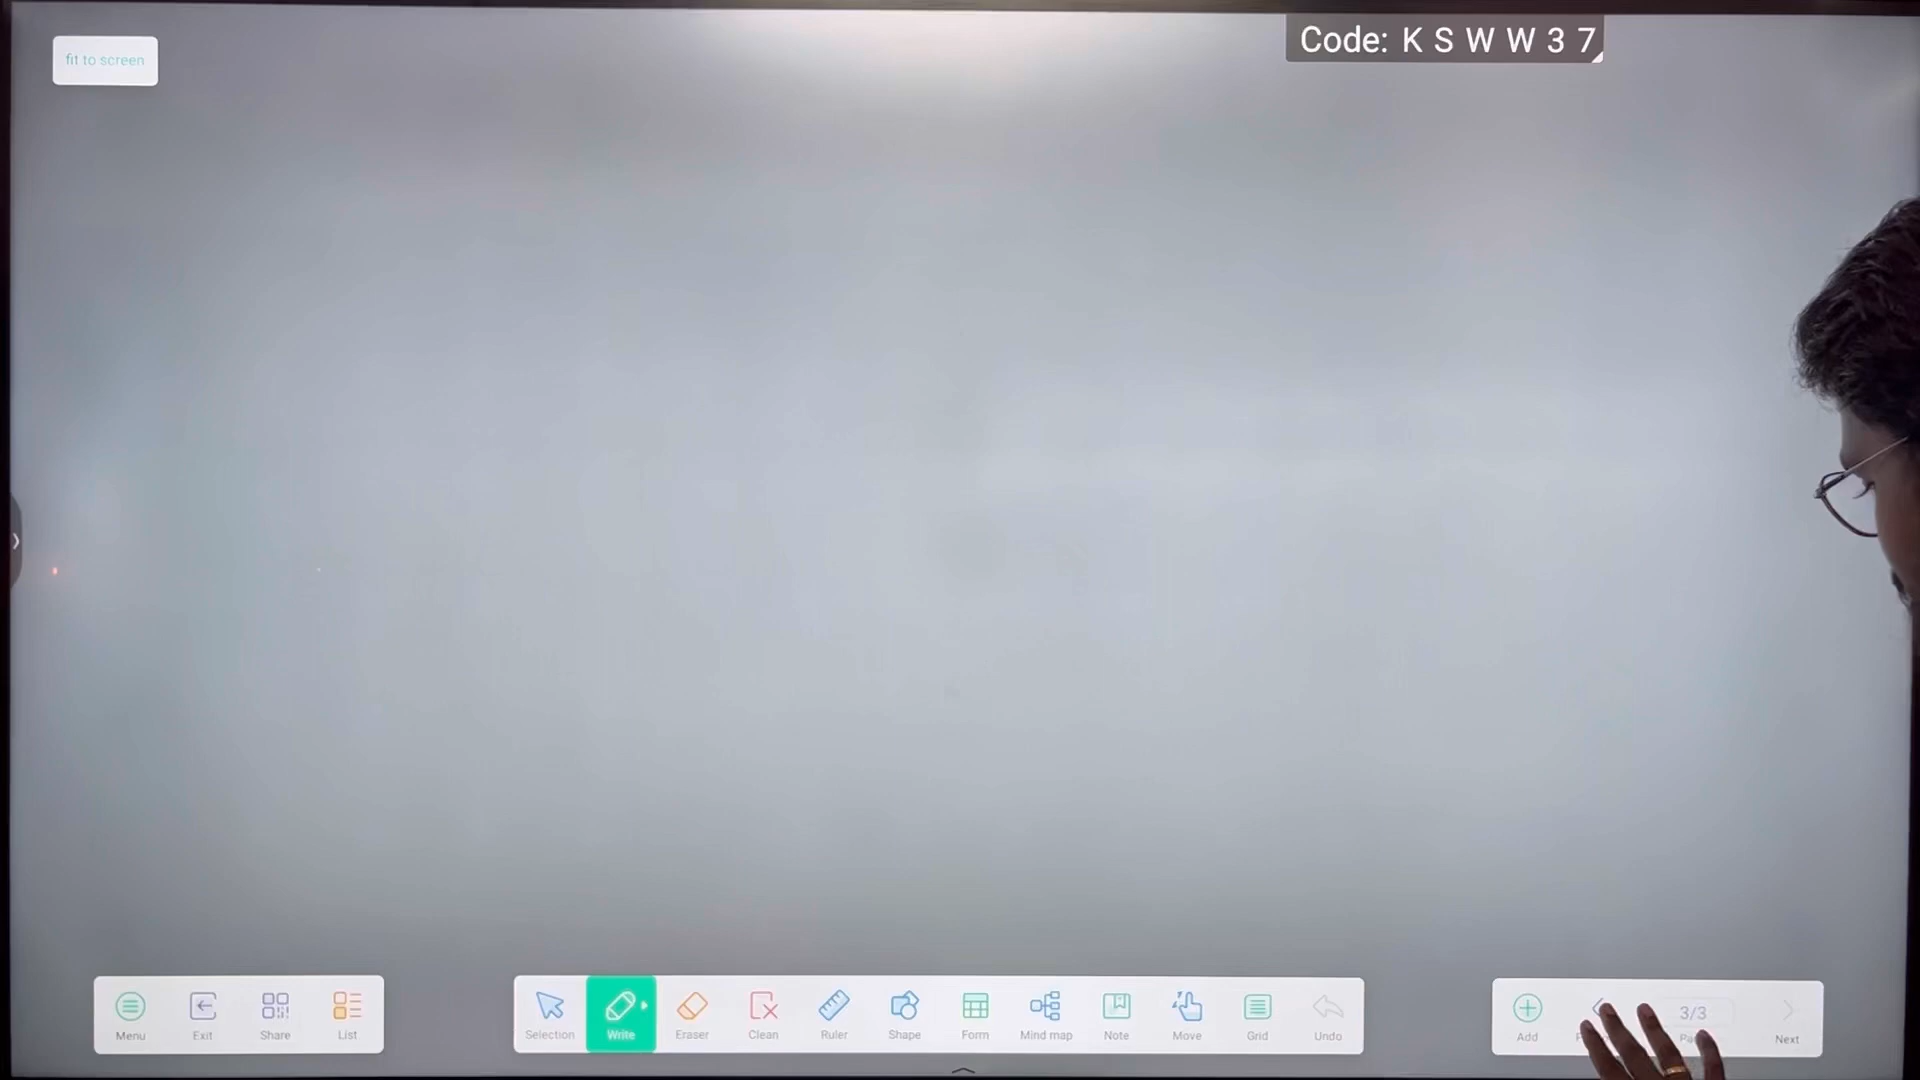 fit to screen
Code: K S W W 3 7
Menu Exit Share List
Selection Write Eraser Clean Ruler Shape Form Mind map Note Move Grid Undo
Add 3/3 Next